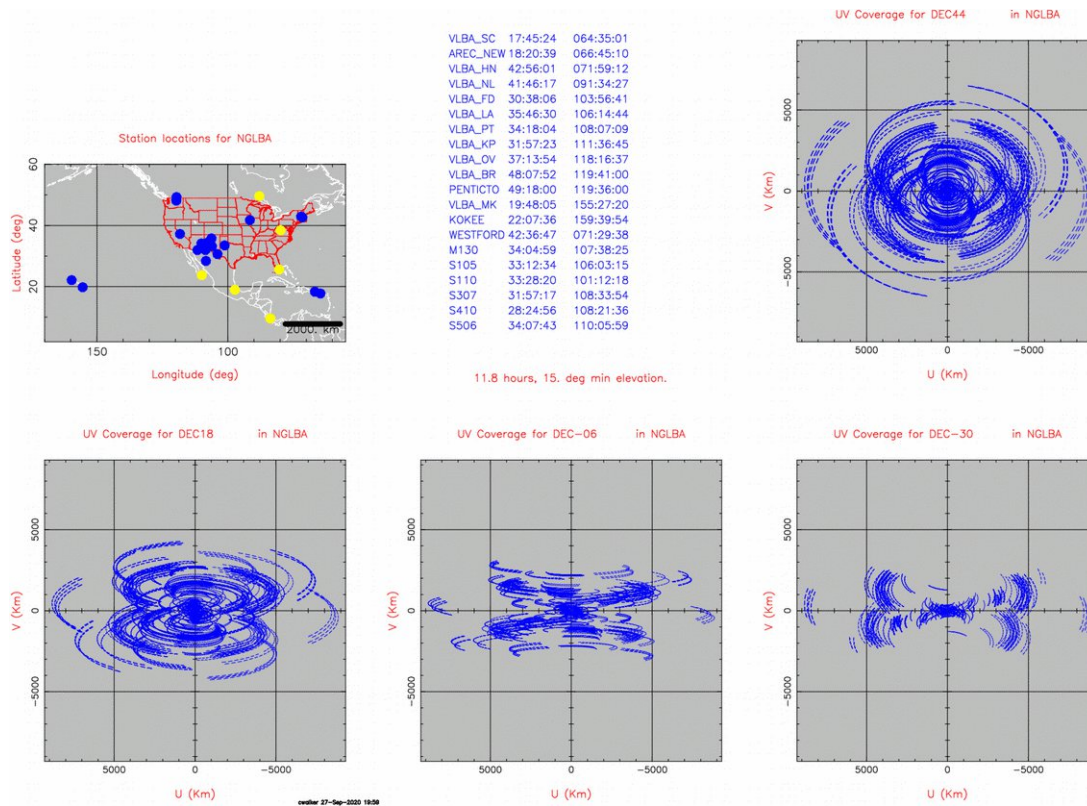 UV Coverage for DEC44 in NGLBA
VLBA_SC 17:45:24 064:35:01
AREC_NEW 18:20:39 066:45:10
VLBA_HN 42:56:01 071:59:12
VLBA_NL 41:46:17 091:34:27
VLBA_FD 30:38:06 103:56:41
VLBA_LA 35:46:30 106:14:44
VLBA_PT 34:18:04 108:07:09
VLBA_KP 31:57:23 111:36:45
VLBA_OV 37:13:54 118:16:37
VLBA_BR 48:07:52 119:41:00
PENTICTO 49:18:00 119:36:00
VLBA_MK 19:48:05 155:27:20
KOKEE 22:07:36 159:39:54
WESTFORD 42:36:47 071:29:38
M130 34:04:59 107:38:25
S105 33:12:34 106:03:15
S110 33:28:20 101:12:18
S307 31:57:17 108:33:54
S410 28:24:56 108:21:36
S506 34:07:43 110:05:59
11.8 hours, 15. deg min elevation.
Station locations for NGLBA
Latitude (deg)
60
40
20
2000. km
150 100
Longitude (deg)
V (Km)
5000
0
-5000
5000 0 -5000
U (Km)
UV Coverage for DEC18 in NGLBA
V (Km)
5000
0
-5000
5000 0 -5000
U (Km)
UV Coverage for DEC-06 in NGLBA
V (Km)
5000
0
-5000
5000 0 -5000
U (Km)
UV Coverage for DEC-30 in NGLBA
V (Km)
5000
0
-5000
5000 0 -5000
U (Km)
cwalker 27-Sep-2020 19:58